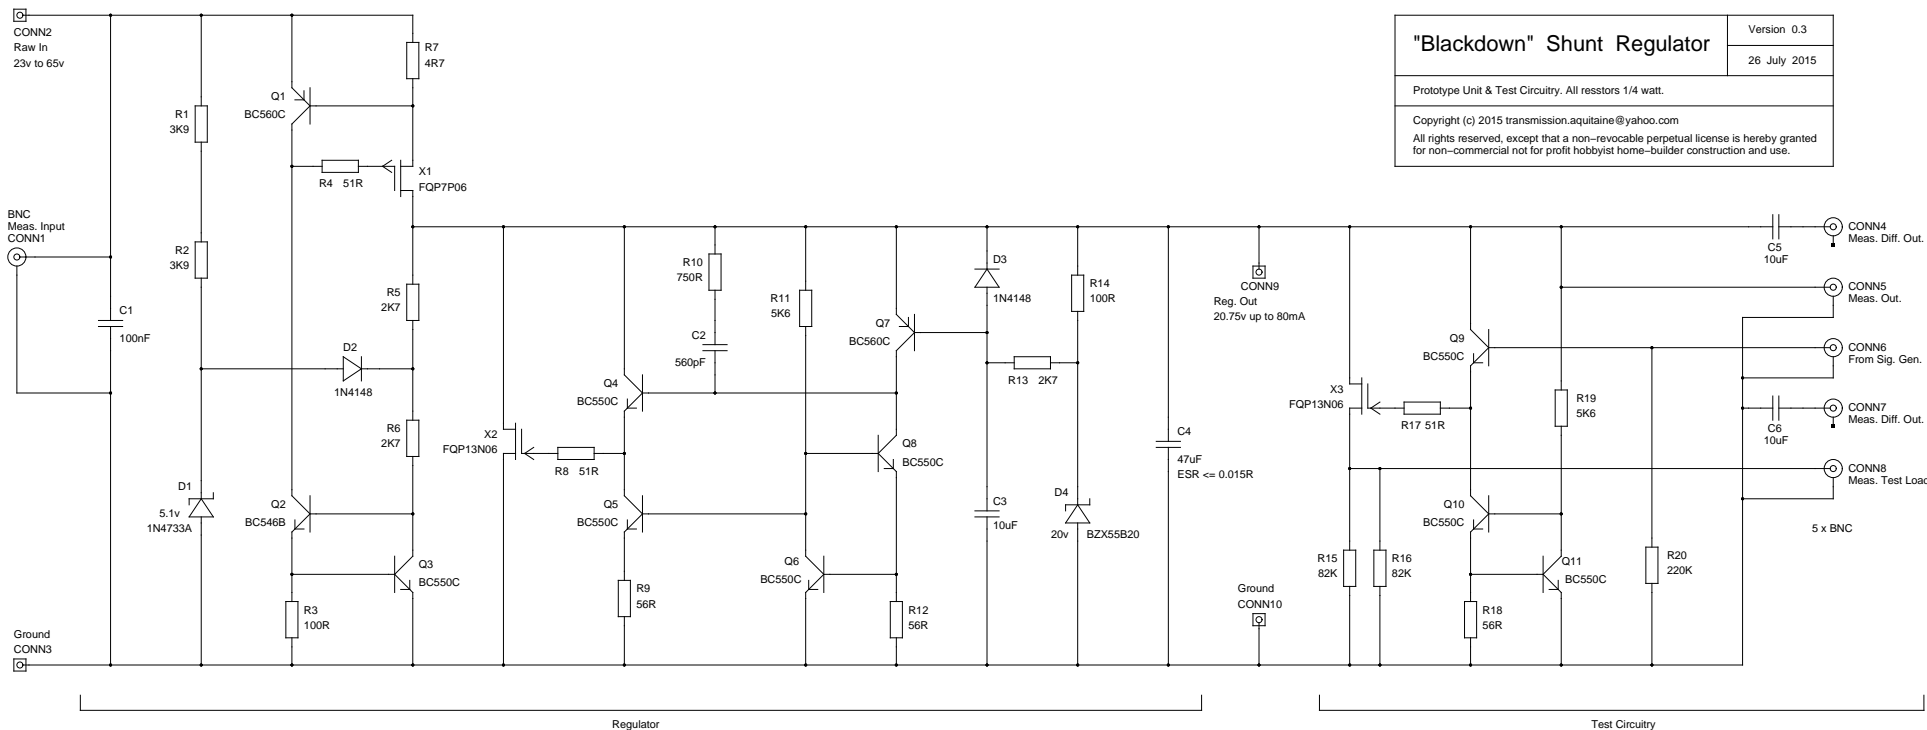 CONN2
Raw In
23v to 65v
R7
4R7
"Blackdown" Shunt Regulator
Version 0.3
26 July 2015
Prototype Unit & Test Circuitry. All resstors 1/4 watt.
Copyright (c) 2015 transmission.aquitaine@yahoo.com
All rights reserved, except that a non−revocable perpetual license is hereby granted
for non−commercial not for profit hobbyist home−builder construction and use.
Q1
BC560C
R1
3K9
R4 51R
X1
FQP7P06
BNC
Meas. Input
CONN1
R2
3K9
R5
2K7
C1
100nF
D2
1N4148
R6
2K7
D1
5.1v
1N4733A
Q2
BC546B
Q3
BC550C
R3
100R
Ground
CONN3
X2
FQP13N06
R8 51R
Q4
BC550C
Q5
BC550C
R9
56R
R10
750R
C2
560pF
R11
5K6
Q6
BC550C
Q7
BC560C
Q8
BC550C
R12
56R
D3
1N4148
R13 2K7
R14
100R
C3
10uF
D4
20v
BZX55B20
C4
47uF
ESR <= 0.015R
CONN9
Reg. Out
20.75v up to 80mA
Ground
CONN10
X3
FQP13N06
R17 51R
R15
82K
R16
82K
Q9
BC550C
Q10
BC550C
R18
56R
R19
5K6
Q11
BC550C
R20
220K
C5
10uF
CONN4
Meas. Diff. Out.
CONN5
Meas. Out.
CONN6
From Sig. Gen.
C6
10uF
CONN7
Meas. Diff. Out.
CONN8
Meas. Test Load
5 x BNC
Regulator
Test Circuitry